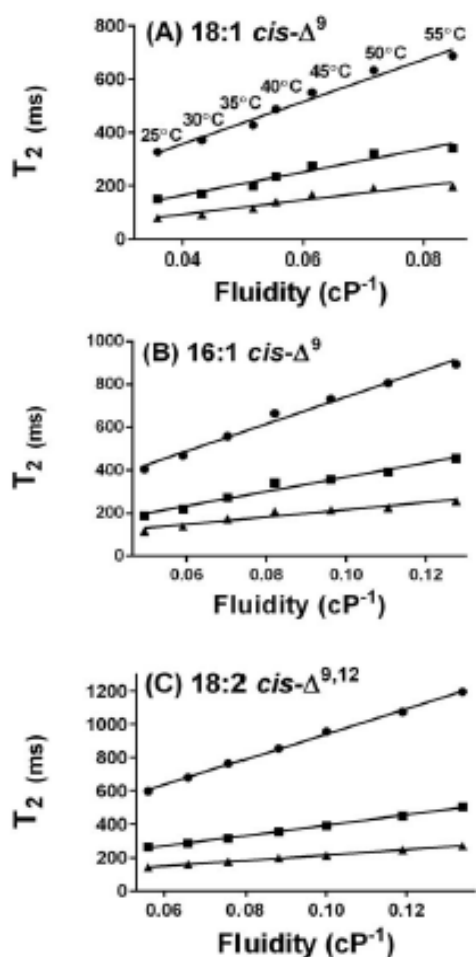 (A) 18:1 cis-Δ⁹
T₂ (ms)
800
600
400
200
0
25°C 30°C 35°C 40°C 45°C 50°C 55°C
0.04 0.06 0.08
Fluidity (cP⁻¹)
(B) 16:1 cis-Δ⁹
T₂ (ms)
1000
800
600
400
200
0
0.06 0.08 0.10 0.12
Fluidity (cP⁻¹)
(C) 18:2 cis-Δ⁹,¹²
T₂ (ms)
1200
1000
800
600
400
200
0
0.06 0.08 0.10 0.12
Fluidity (cP⁻¹)